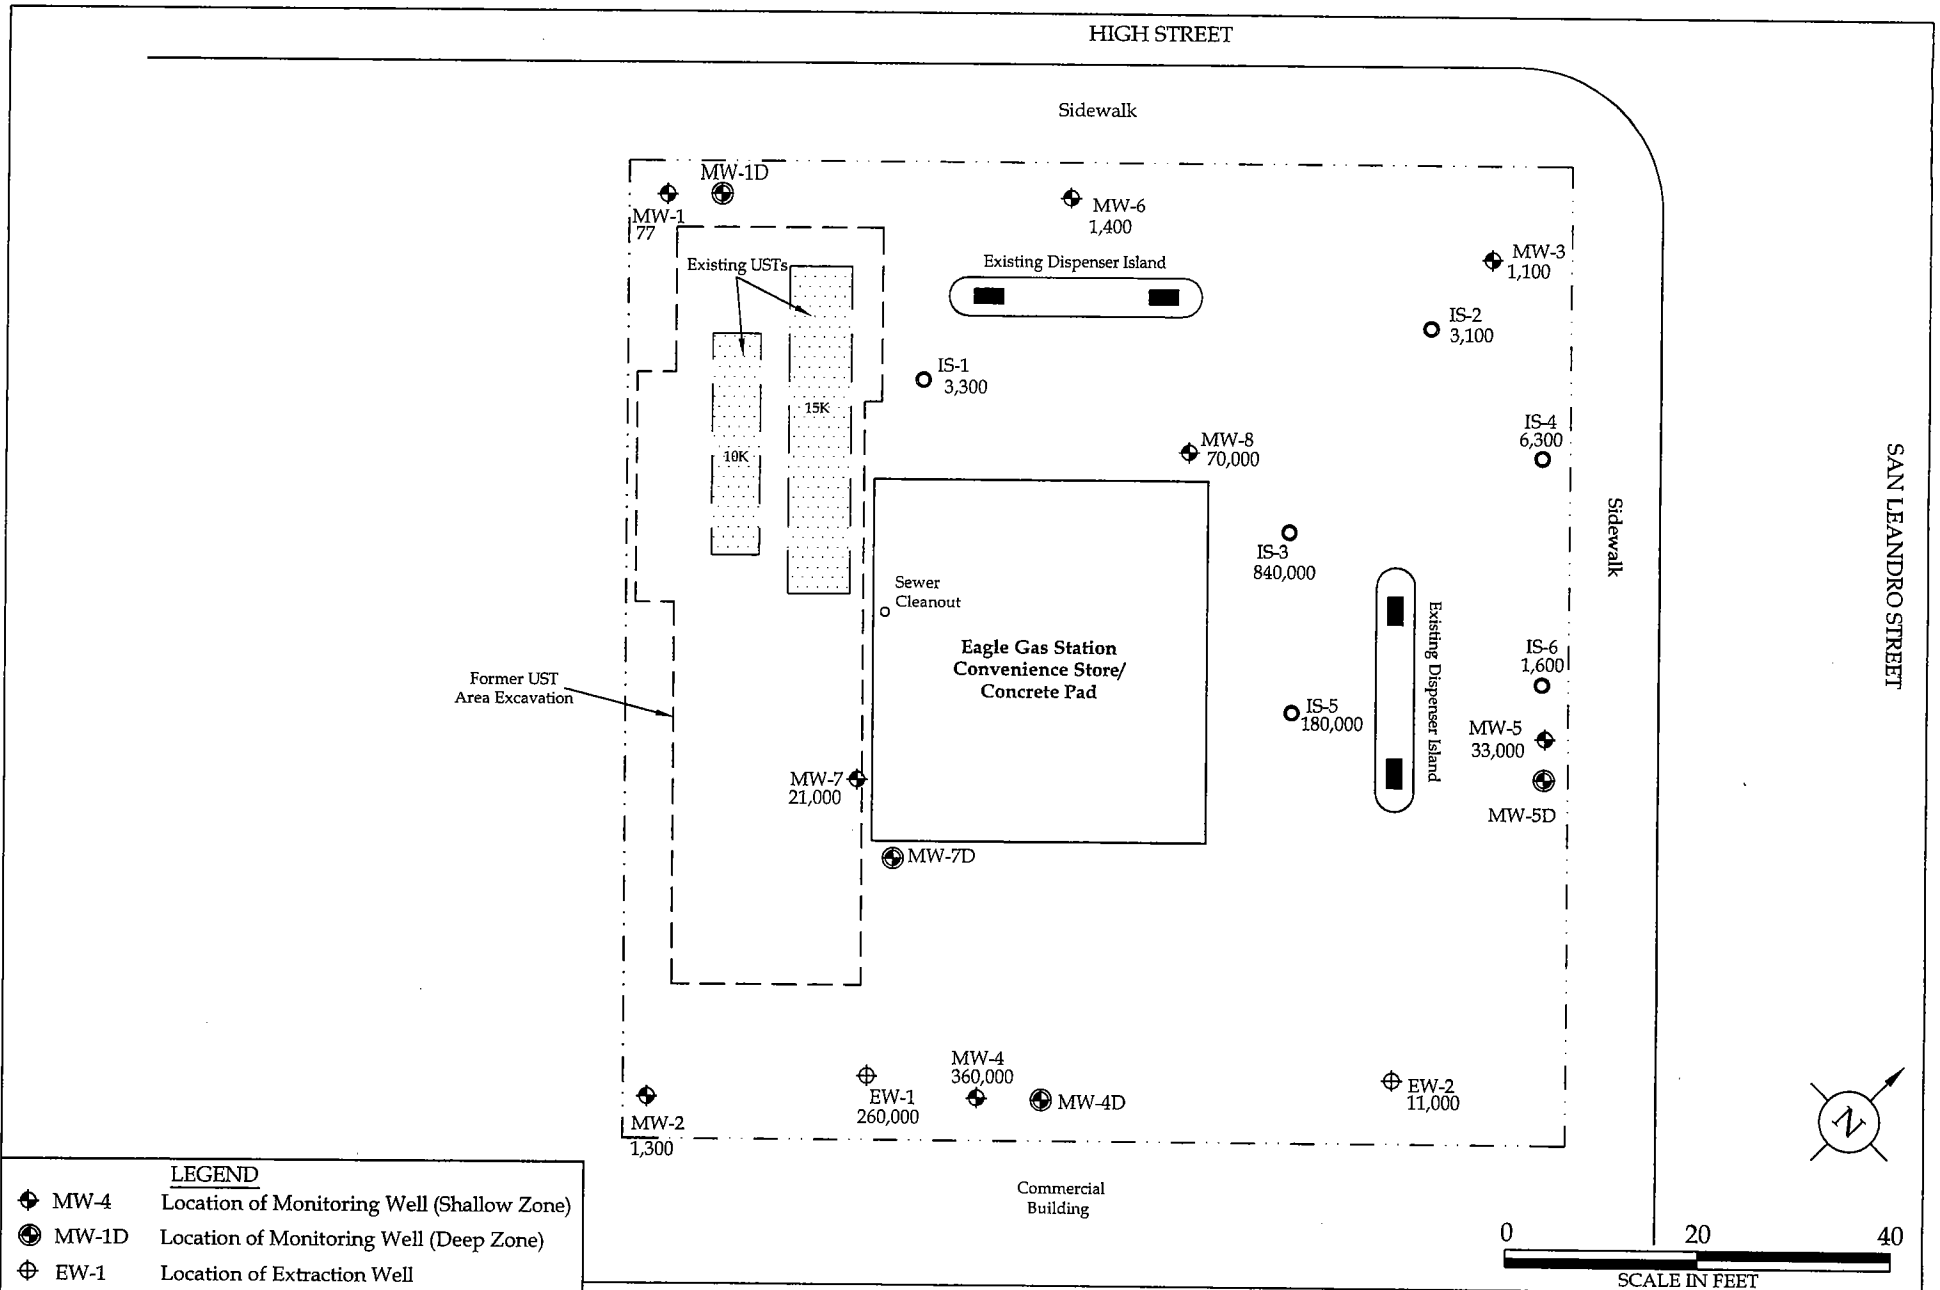 HIGH STREET
Sidewalk
MW-1D
MW-1
77
MW-6
1,400
MW-3
1,100
Existing USTs
Existing Dispenser Island
IS-2
3,100
IS-1
3,300
15K
10K
MW-8
70,000
IS-4
6,300
SAN LEANDRO STREET
Sidewalk
IS-3
840,000
Sewer
Cleanout
Eagle Gas Station
Convenience Store/
Concrete Pad
Existing Dispenser Island
IS-6
1,600
Former UST
Area Excavation
IS-5
180,000
MW-5
33,000
MW-7
21,000
MW-5D
MW-7D
MW-4
360,000
EW-1
260,000
MW-4D
EW-2
11,000
MW-2
1,300
N
LEGEND
MW-4 Location of Monitoring Well (Shallow Zone)
MW-1D Location of Monitoring Well (Deep Zone)
EW-1 Location of Extraction Well
Commercial
Building
0 20 40
SCALE IN FEET